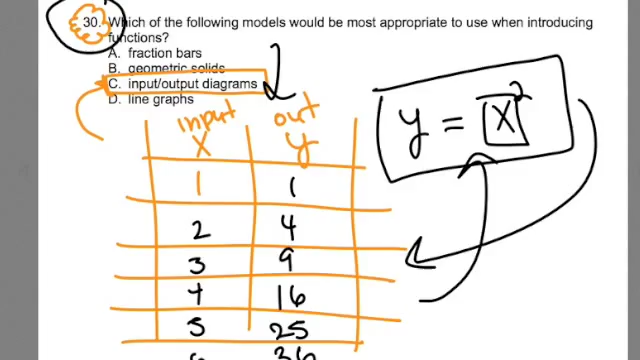 30. Which of the following models would be most appropriate to use when introducing
functions?
A. fraction bars
B. geometric solids
C. input/output diagrams
D. line graphs
input out
X y
1 1
2 4
3 9
4 16
5 25
6 36
y = x²